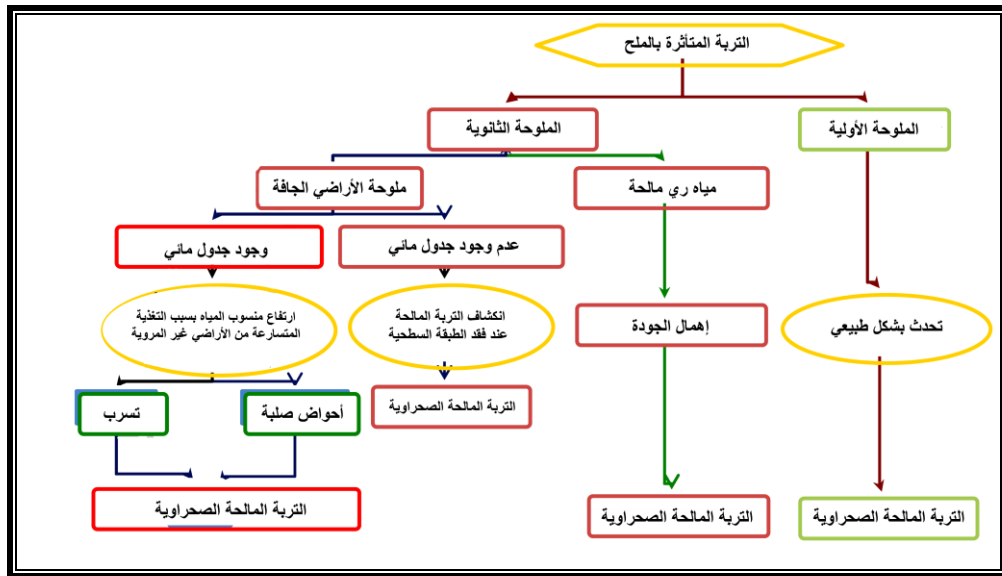 التربة المتأثرة بالملح
الملوحة الأولية
الملوحة الثانوية
مياه ري مالحة
ملوحة الأراضي الجافة
عدم وجود جدول مائي
وجود جدول مائي
تحدث بشكل طبيعي
إهمال الجودة
انكشاف التربة المالحة
عند فقد الطبقة السطحية
ارتفاع منسوب المياه بسبب التغذية
المتسارعة من الأراضي غير المروية
التربة المالحة الصحراوية
أحواض صلبة
تسرب
التربة المالحة الصحراوية
التربة المالحة الصحراوية
التربة المالحة الصحراوية